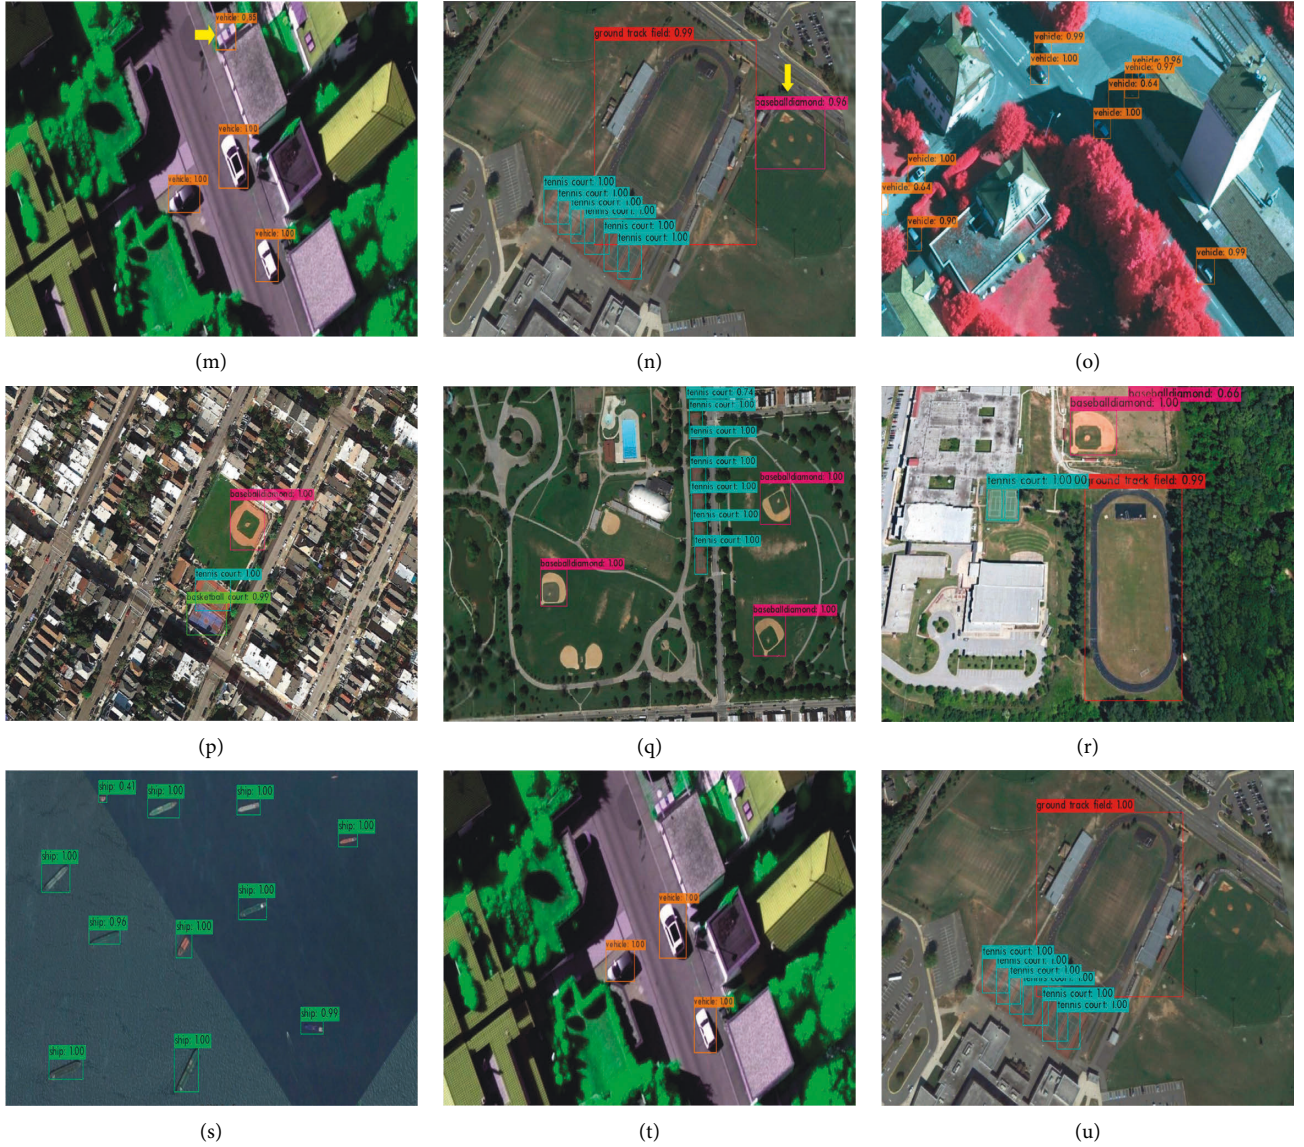 vehicle: 0.85
vehicle: 1.00
vehicle: 1.00
vehicle: 1.00
(m)
ground track field: 0.99
baseballdiamond: 0.96
tennis court: 1.00
tennis court: 1.00
tennis court: 1.00
tennis court: 1.00
tennis court: 1.00
(n)
vehicle: 0.99
vehicle: 1.00
vehicle: 0.96
vehicle: 0.97
vehicle: 0.64
vehicle: 1.00
vehicle: 1.00
vehicle: 0.64
vehicle: 0.90
vehicle: 0.99
(o)
baseballdiamond: 1.00
tennis court: 1.00
basketball court: 0.99
(p)
tennis court: 0.74
tennis court: 1.00
tennis court: 1.00
tennis court: 1.00
tennis court: 1.00
tennis court: 1.00
tennis court: 1.00
baseballdiamond: 1.00
baseballdiamond: 1.00
baseballdiamond: 1.00
(q)
baseballdiamond: 0.66
baseballdiamond: 1.00
tennis court: 1.00
ground track field: 0.99
(r)
ship: 0.41
ship: 1.00
ship: 1.00
ship: 1.00
ship: 1.00
ship: 1.00
ship: 0.96
ship: 1.00
ship: 0.99
ship: 1.00
ship: 1.00
(s)
vehicle: 1.00
vehicle: 1.00
vehicle: 1.00
(t)
ground track field: 1.00
tennis court: 1.00
tennis court: 1.00
tennis court: 1.00
tennis court: 1.00
tennis court: 1.00
tennis court: 1.00
(u)